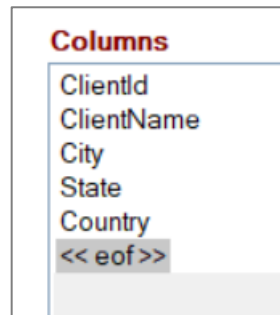 Columns
ClientId
ClientName
City
State
Country
<< eof >>